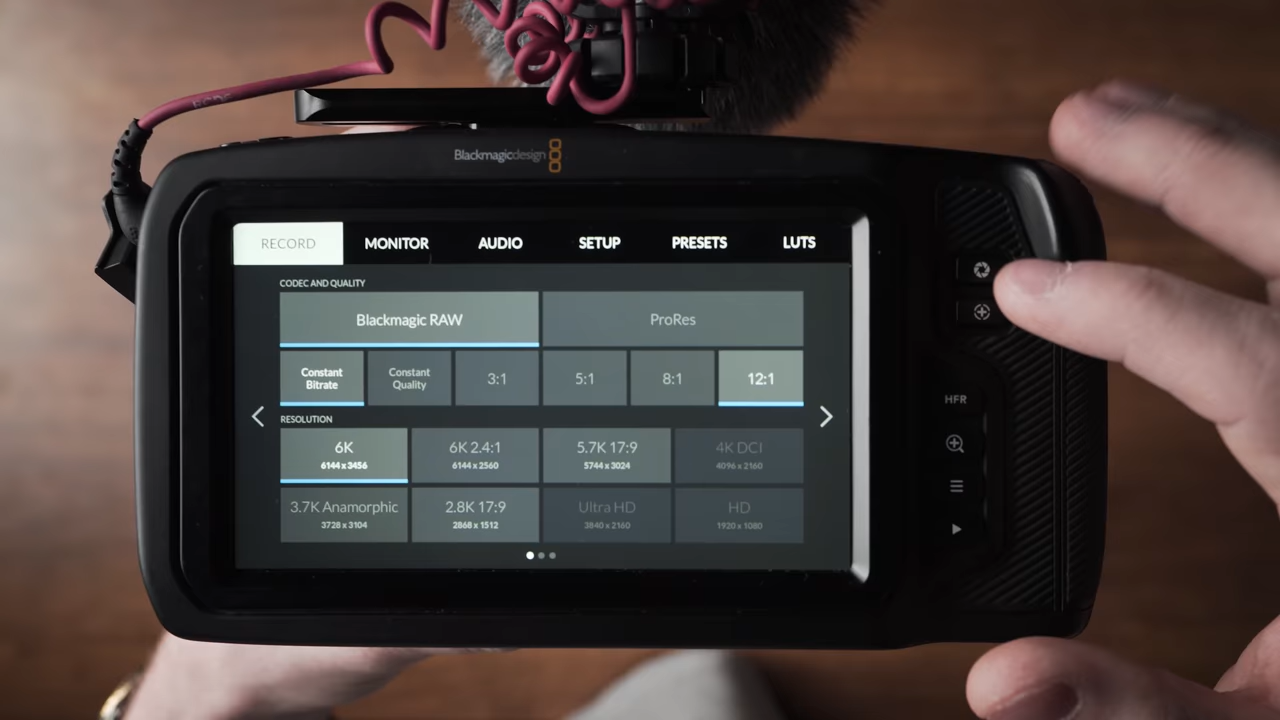 Blackmagicdesign
RECORD MONITOR AUDIO SETUP PRESETS LUTS
CODEC AND QUALITY
Blackmagic RAW ProRes
Constant Bitrate Constant Quality 3:1 5:1 8:1 12:1
RESOLUTION
6K 6K 2.4:1 5.7K 17:9 4K DCI
6144 x 3456 6144 x 2560 5744 x 3024 4096 x 2160
3.7K Anamorphic 2.8K 17:9 Ultra HD HD
3728 x 3104 2868 x 1512 3840 x 2160 1920 x 1080
HFR